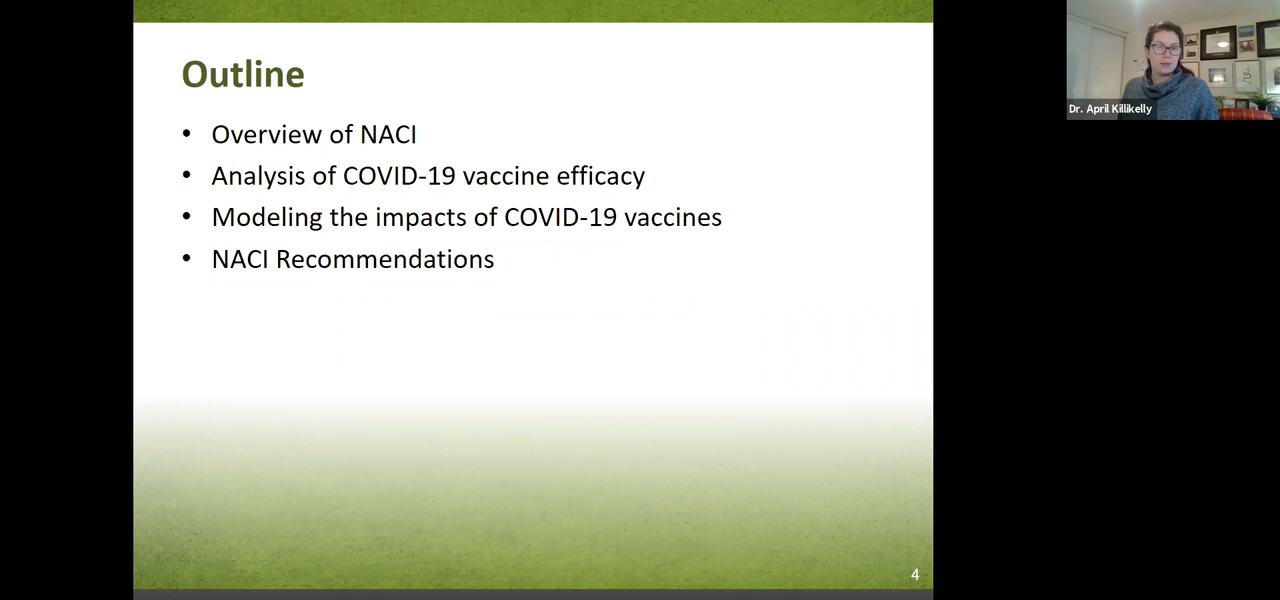 Outline
• Overview of NACI
• Analysis of COVID-19 vaccine efficacy
• Modeling the impacts of COVID-19 vaccines
• NACI Recommendations
4
Dr. April Killikelly